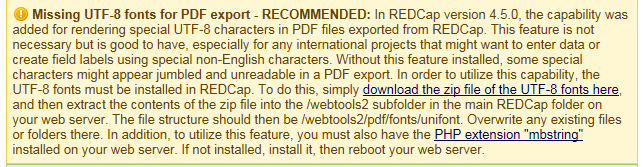 Missing UTF-8 fonts for PDF export - RECOMMENDED: In REDCap version 4.5.0, the capability was
added for rendering special UTF-8 characters in PDF files exported from REDCap. This feature is not
necessary but is good to have, especially for any international projects that might want to enter data or
create field labels using special non-English characters. Without this feature installed, some special
characters might appear jumbled and unreadable in a PDF export. In order to utilize this capability, the
UTF-8 fonts must be installed in REDCap. To do this, simply download the zip file of the UTF-8 fonts here,
and then extract the contents of the zip file into the /webtools2 subfolder in the main REDCap folder on
your web server. The file structure should then be /webtools2/pdf/fonts/unifont. Overwrite any existing files
or folders there. In addition, to utilize this feature, you must also have the PHP extension "mbstring"
installed on your web server. If not installed, install it, then reboot your web server.